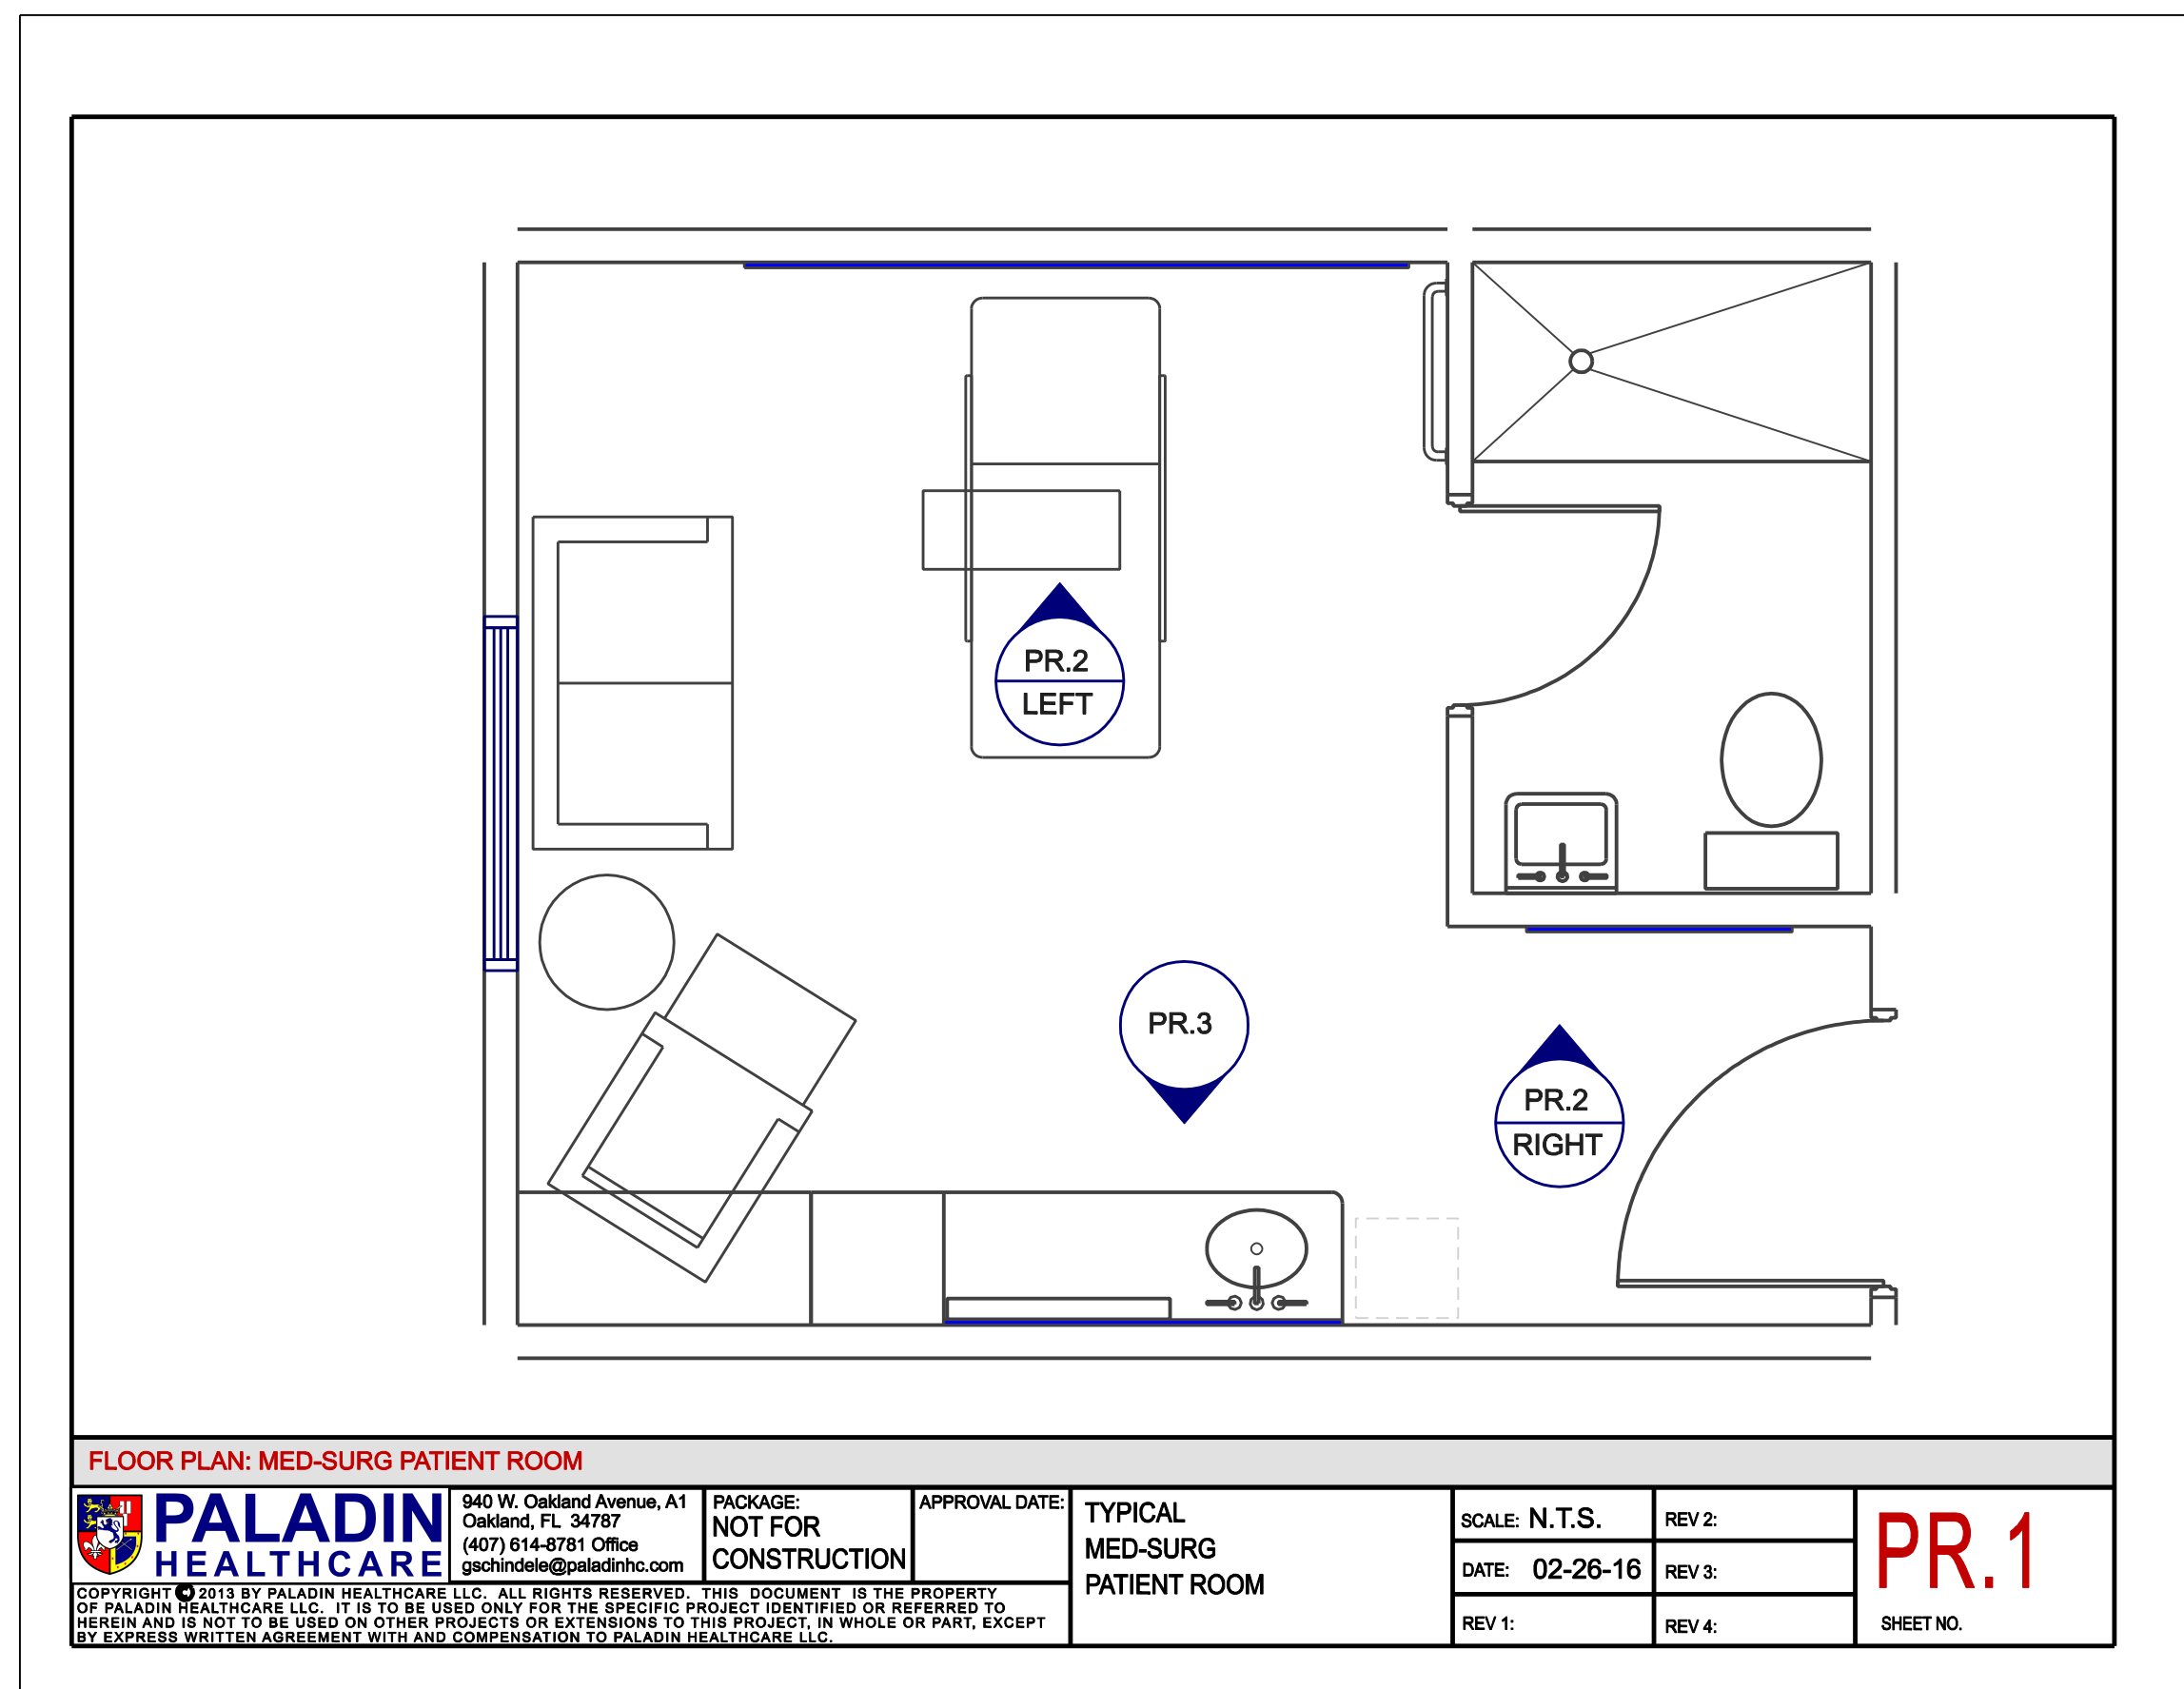 PR.2
LEFT
PR.3
PR.2
RIGHT
FLOOR PLAN: MED-SURG PATIENT ROOM
PALADIN
HEALTHCARE
940 W. Oakland Avenue, A1
Oakland, FL 34787
(407) 614-8781 Office
gschindele@paladinhc.com
PACKAGE:
NOT FOR
CONSTRUCTION
APPROVAL DATE:
COPYRIGHT © 2013 BY PALADIN HEALTHCARE LLC. ALL RIGHTS RESERVED. THIS DOCUMENT IS THE PROPERTY
OF PALADIN HEALTHCARE LLC. IT IS TO BE USED ONLY FOR THE SPECIFIC PROJECT IDENTIFIED OR REFERRED TO
HEREIN AND IS NOT TO BE USED ON OTHER PROJECTS OR EXTENSIONS TO THIS PROJECT, IN WHOLE OR PART, EXCEPT
BY EXPRESS WRITTEN AGREEMENT WITH AND COMPENSATION TO PALADIN HEALTHCARE LLC.
TYPICAL
MED-SURG
PATIENT ROOM
SCALE: N.T.S.
DATE: 02-26-16
REV 1:
REV 2:
REV 3:
REV 4:
PR.1
SHEET NO.